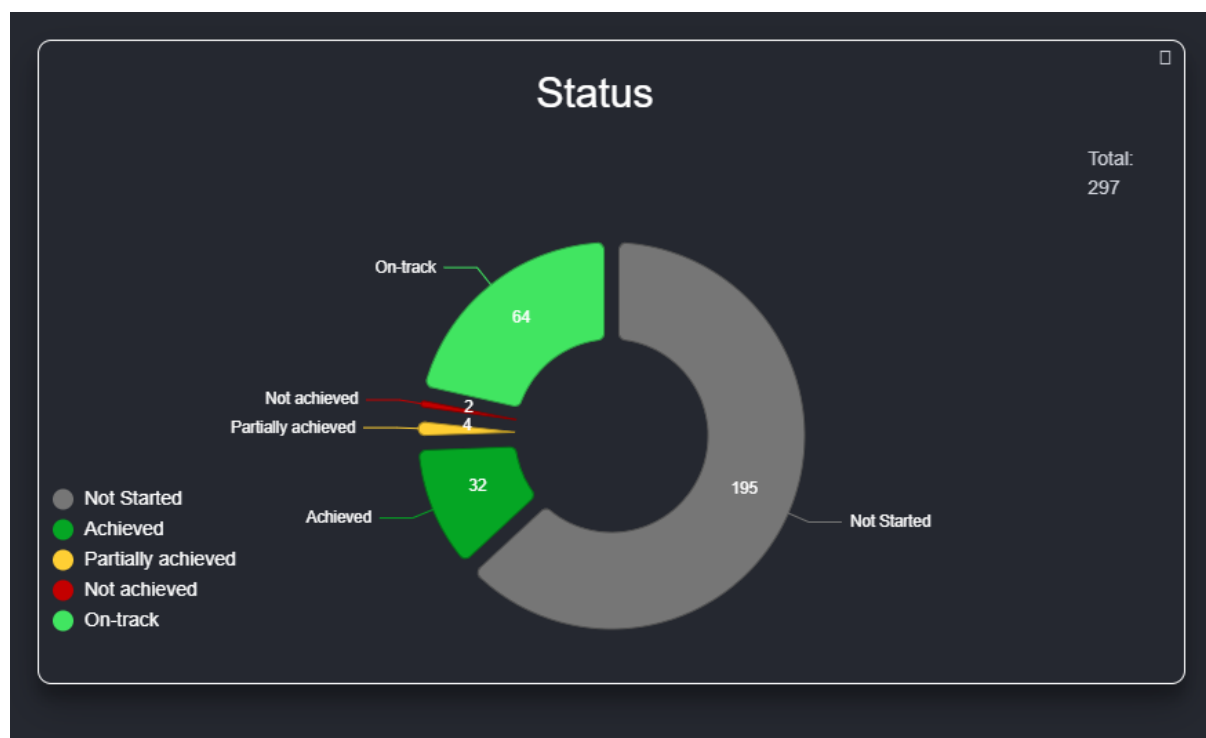 Status
Total:
297
On-track
64
Not achieved
2
Partially achieved
4
Achieved
32
195
Not Started
Not Started
Achieved
Partially achieved
Not achieved
On-track